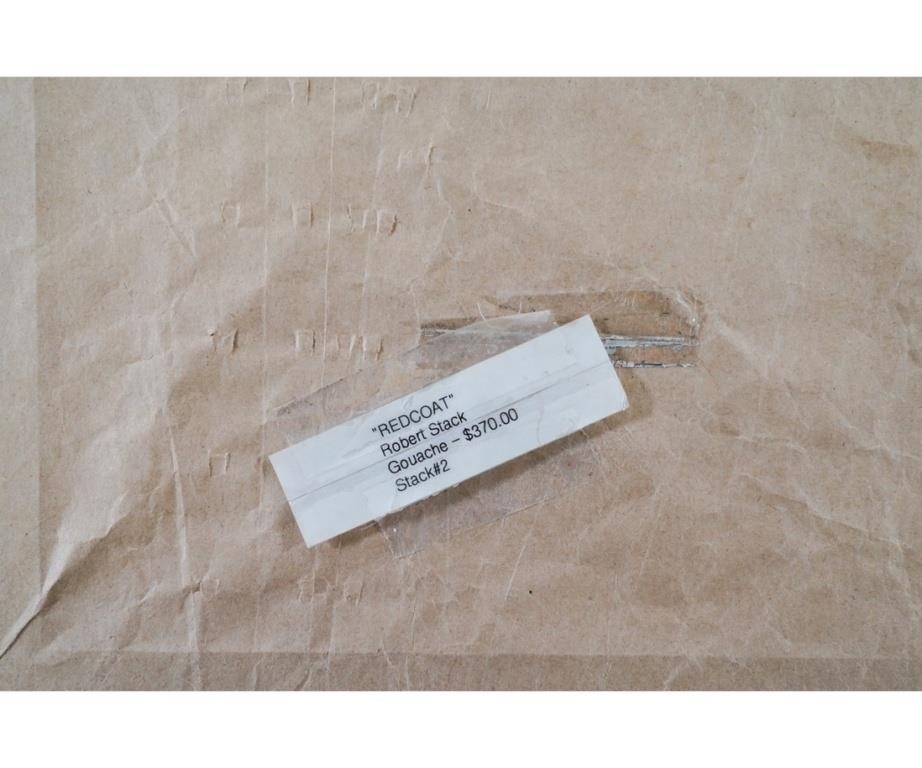 "REDCOAT"
Robert Stack
Gouache – $370.00
Stack#2